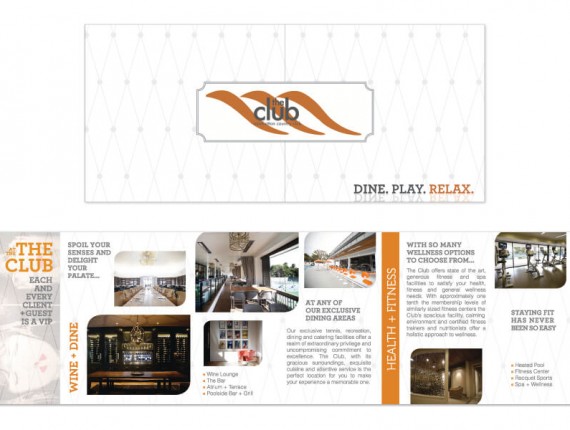 the
club
DINE. PLAY. RELAX.
AT THE THE
CLUB
EACH
AND
EVERY
CLIENT
+GUEST
IS A VIP
WINE + DINE
SPOIL YOUR
SENSES AND
DELIGHT
YOUR
PALATE...
Wine Lounge
The Bar
Atrium + Terrace
Poolside Bar + Grill
AT ANY OF
OUR EXCLUSIVE
DINING AREAS
Our exclusive tennis, recreation,
dining and catering facilities offer a
realm of extraordinary privilege and
uncompromising commitment to
excellence. The Club, with its
gracious surroundings, exquisite
cuisine and attentive service is the
perfect location for you to make
your experience a memorable one.
HEALTH + FITNESS
WITH SO MANY
WELLNESS OPTIONS
TO CHOOSE FROM...
The Club offers state of the art,
generous fitness and spa
facilities to satisfy your health,
fitness and general wellness
needs. With approximately one
tenth the membership levels of
similarly sized fitness centers the
Club's spacious facility, calming
environment and certified fitness
trainers and nutritionists offer a
holistic approach to wellness.
STAYING FIT
HAS NEVER
BEEN SO EASY
Heated Pool
Fitness Center
Racquet Sports
Spa + Wellness